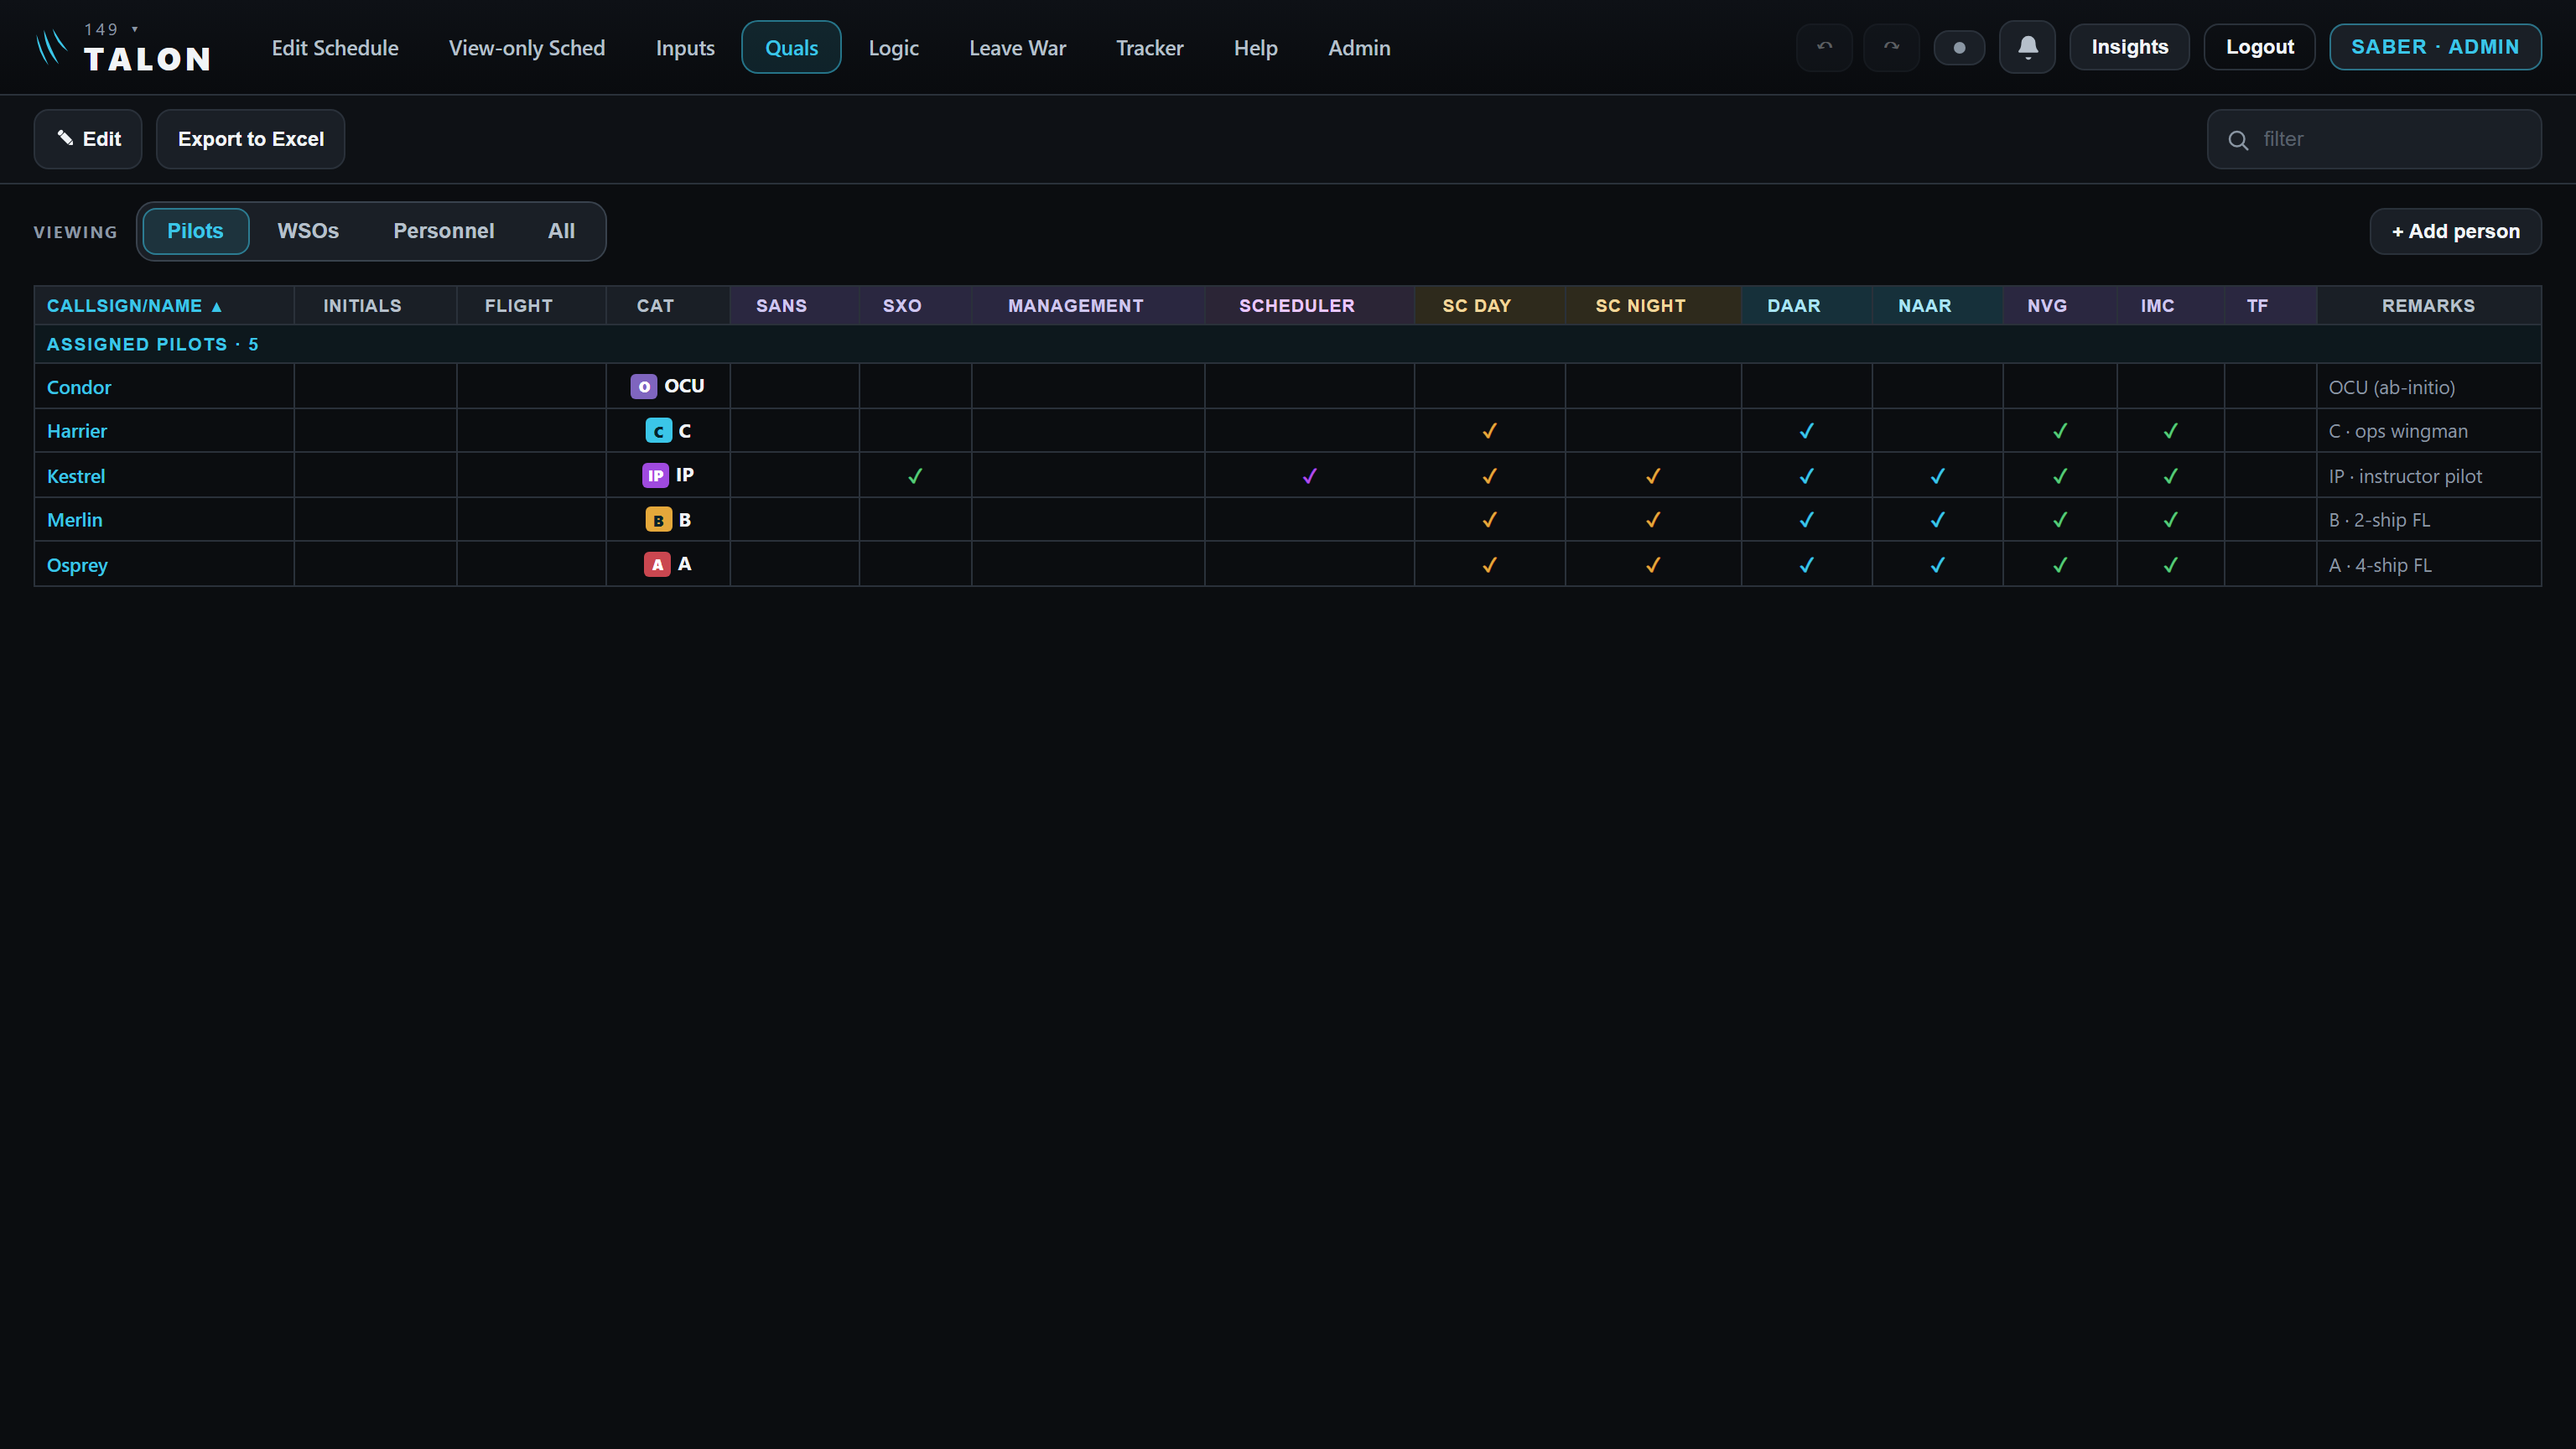 149 ▾
TALON
Edit Schedule View-only Sched Inputs Quals Logic Leave War Tracker Help Admin
Insights Logout SABER · ADMIN
Edit Export to Excel filter
VIEWING Pilots WSOs Personnel All + Add person
CALLSIGN/NAME ▲ INITIALS FLIGHT CAT SANS SXO MANAGEMENT SCHEDULER SC DAY SC NIGHT DAAR NAAR NVG IMC TF REMARKS
ASSIGNED PILOTS · 5
Condor O OCU OCU (ab-initio)
Harrier C C ✓ ✓ ✓ ✓ C · ops wingman
Kestrel IP IP ✓ ✓ ✓ ✓ ✓ ✓ ✓ ✓ IP · instructor pilot
Merlin B B ✓ ✓ ✓ ✓ ✓ ✓ B · 2-ship FL
Osprey A A ✓ ✓ ✓ ✓ ✓ ✓ A · 4-ship FL